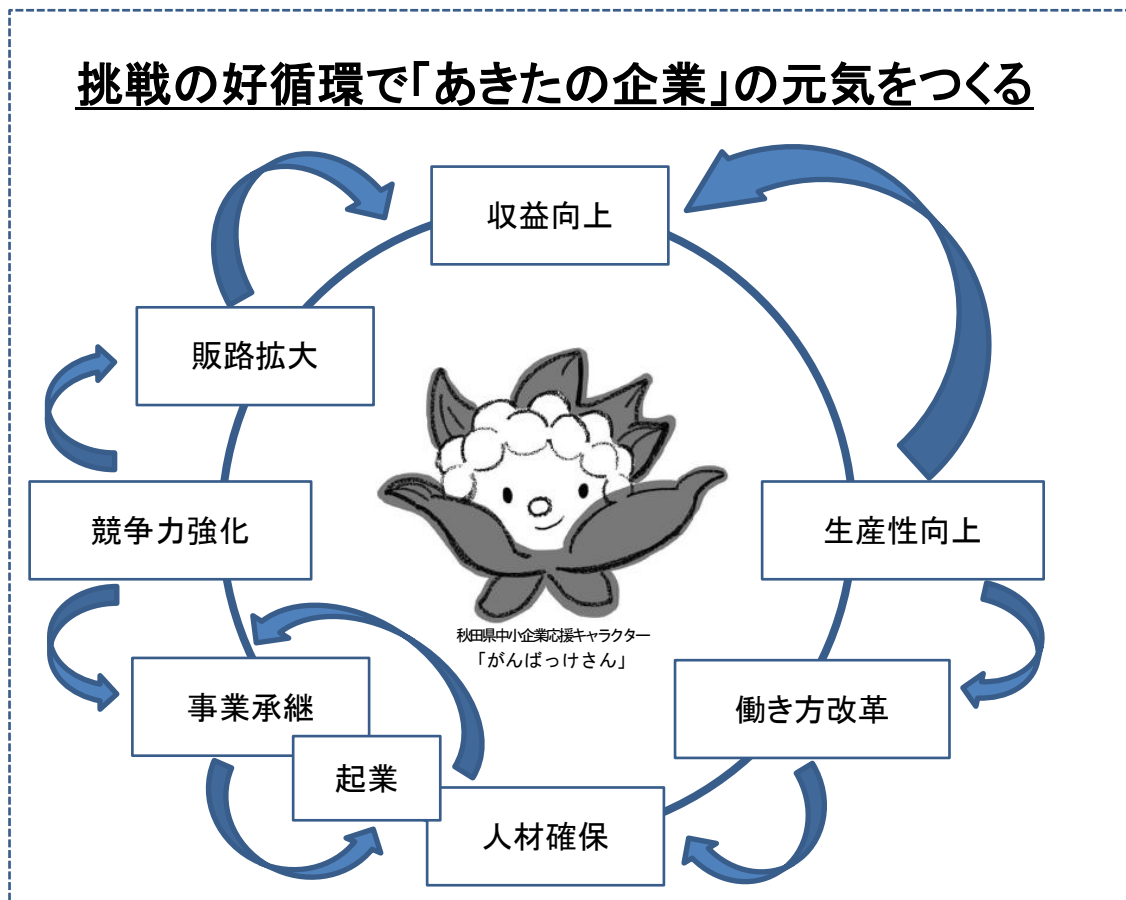 挑戦の好循環で「あきたの企業」の元気をつくる
収益向上
販路拡大
競争力強化
生産性向上
秋田県中小企業応援キャラクター
「がんばっけさん」
事業承継
働き方改革
起業
人材確保